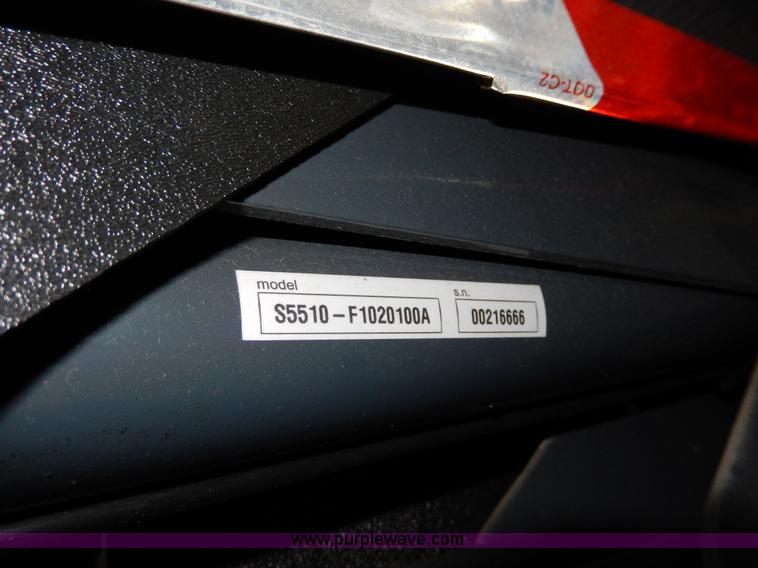 DOT-C2
model
S5510-F1020100A
s.n.
00216666
www.purplewave.com